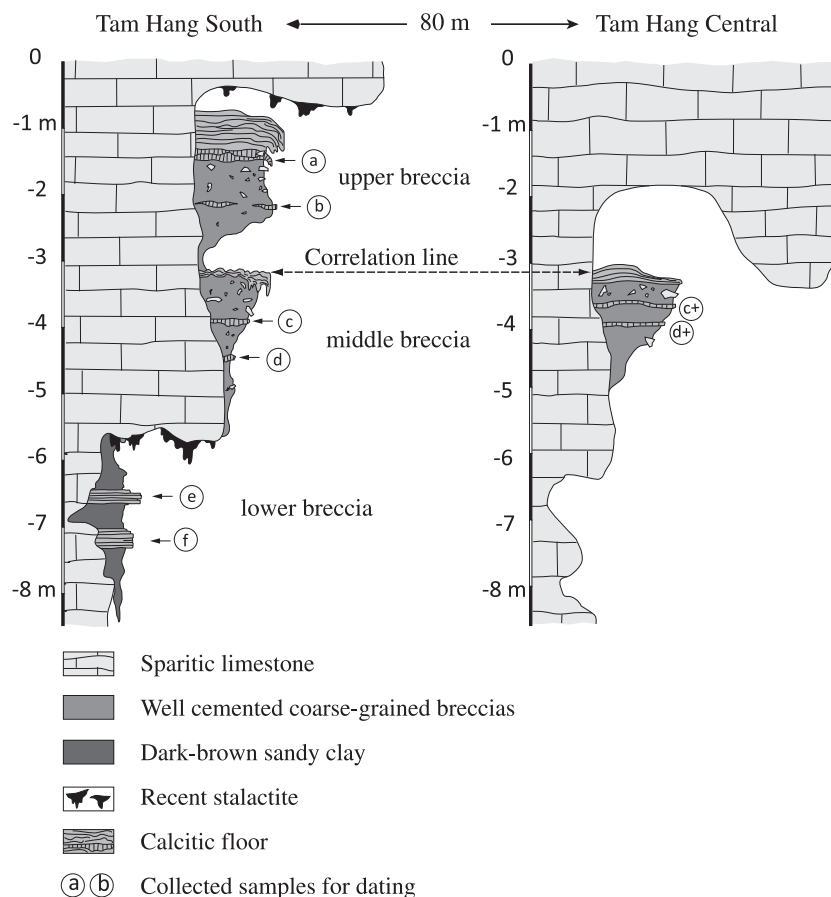 Tam Hang South
80 m
Tam Hang Central
0
-1 m
-2
-3
-4
-5
-6
-7
-8 m
a
b
c
d
e
f
upper breccia
Correlation line
middle breccia
lower breccia
0
-1 m
-2
-3
-4
-5
-6
-7
-8 m
c+
d+
Sparitic limestone
Well cemented coarse-grained breccias
Dark-brown sandy clay
Recent stalactite
Calcitic floor
a b Collected samples for dating